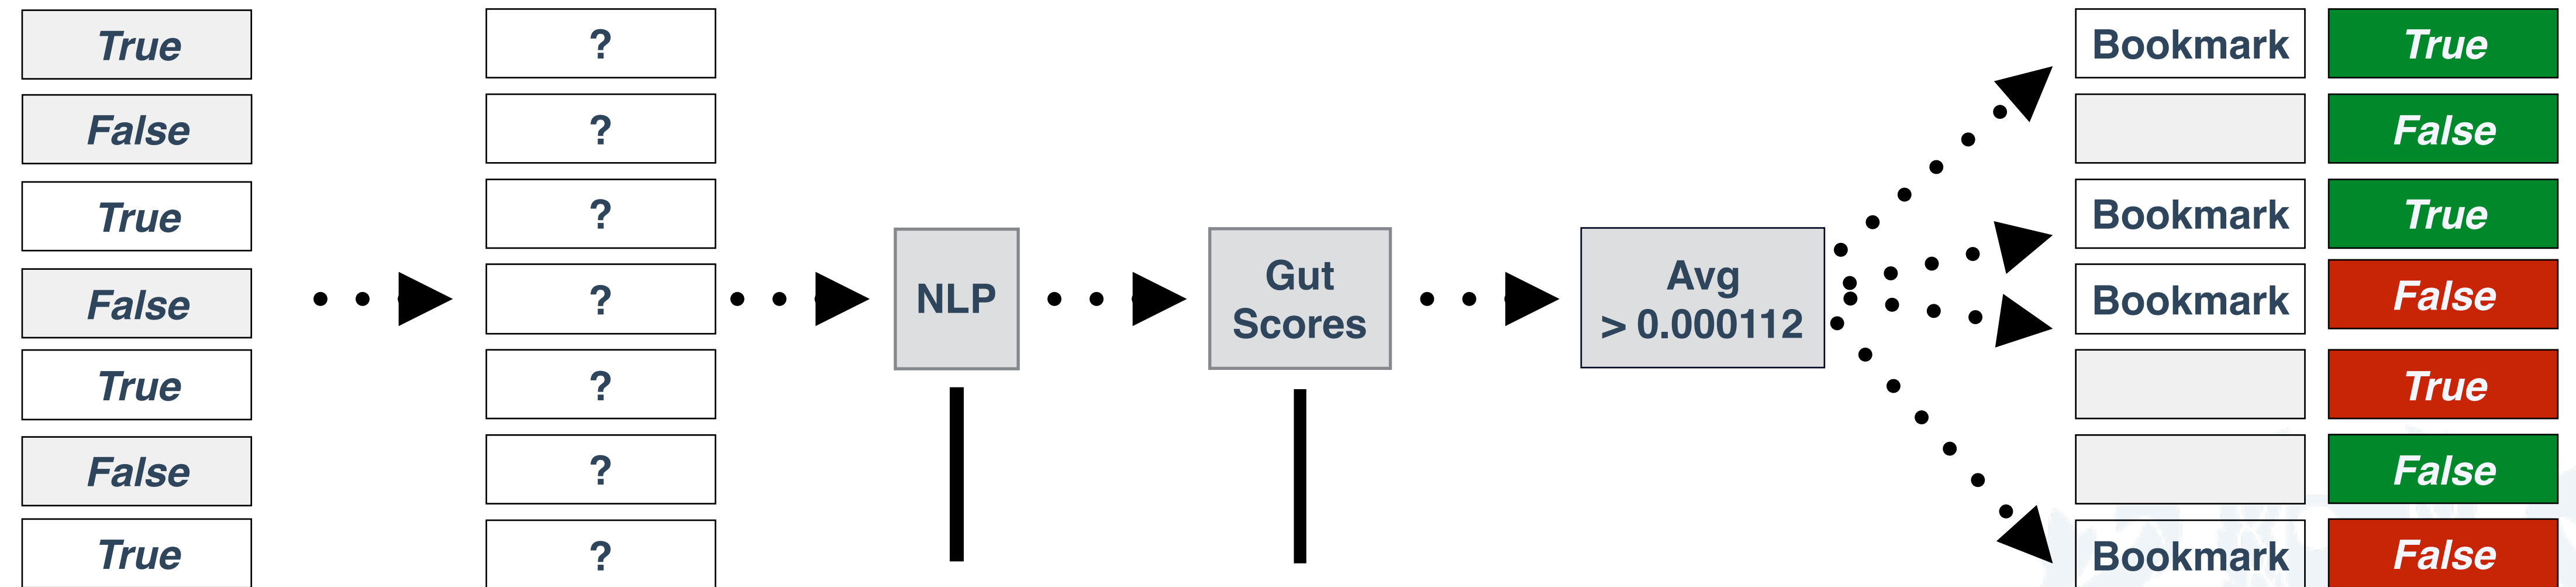 True
False
True
False
True
False
True
?
?
?
?
?
?
?
NLP
Gut
Scores
Avg
> 0.000112
Bookmark
Bookmark
Bookmark
Bookmark
True
False
True
False
True
False
False